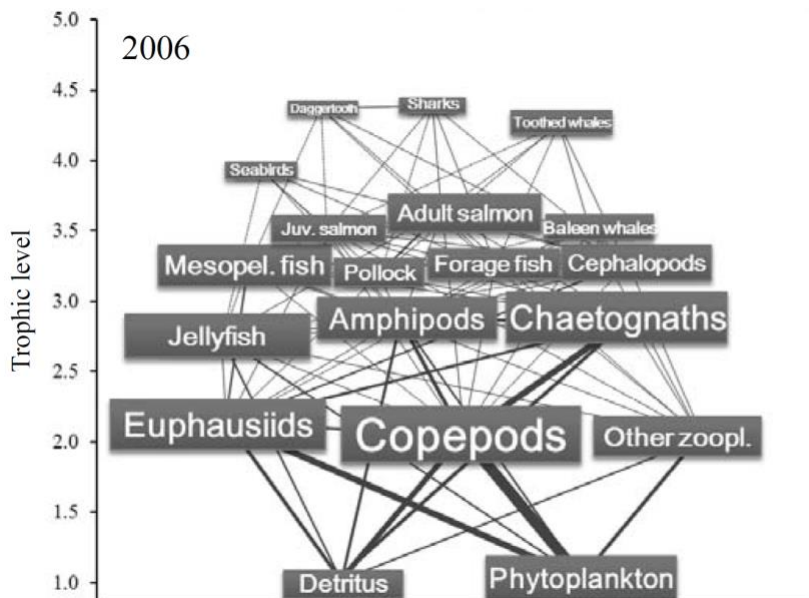 5.0
2006
4.5
Daggertooth
Sharks
Toothed whales
4.0
Seabirds
Adult salmon
3.5
Juv. salmon
Baleen whales
Mesopel. fish
Pollock
Forage fish
Cephalopods
Trophic level
3.0
Amphipods
Chaetognaths
Jellyfish
2.5
Euphausiids
Copepods
Other zoopl.
2.0
1.5
Detritus
Phytoplankton
1.0